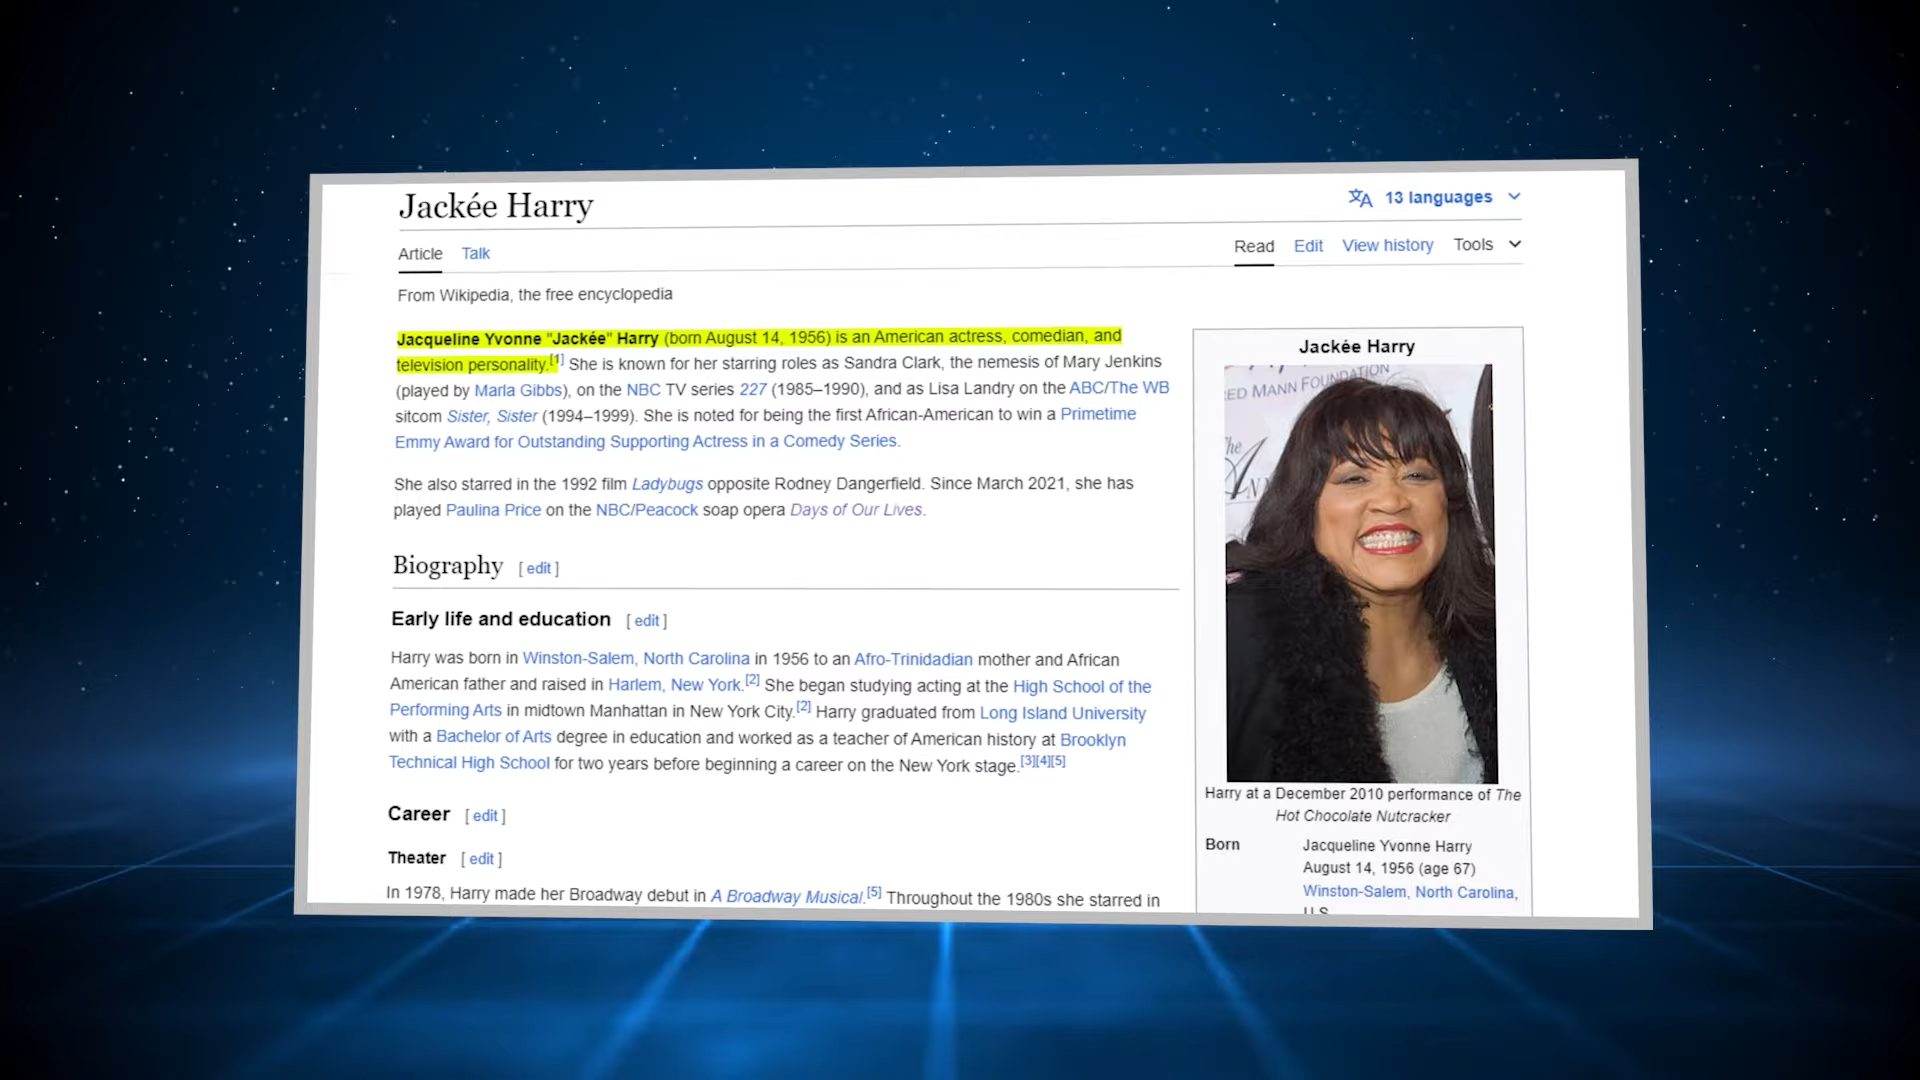 Jackée Harry
13 languages
Article Talk
Read Edit View history Tools
From Wikipedia, the free encyclopedia
Jacqueline Yvonne "Jackée" Harry (born August 14, 1956) is an American actress, comedian, and
television personality.[1] She is known for her starring roles as Sandra Clark, the nemesis of Mary Jenkins
(played by Marla Gibbs), on the NBC TV series 227 (1985–1990), and as Lisa Landry on the ABC/The WB
sitcom Sister, Sister (1994–1999). She is noted for being the first African-American to win a Primetime
Emmy Award for Outstanding Supporting Actress in a Comedy Series.
She also starred in the 1992 film Ladybugs opposite Rodney Dangerfield. Since March 2021, she has
played Paulina Price on the NBC/Peacock soap opera Days of Our Lives.
Biography [ edit ]
Early life and education [ edit ]
Harry was born in Winston-Salem, North Carolina in 1956 to an Afro-Trinidadian mother and African
American father and raised in Harlem, New York.[2] She began studying acting at the High School of the
Performing Arts in midtown Manhattan in New York City.[2] Harry graduated from Long Island University
with a Bachelor of Arts degree in education and worked as a teacher of American history at Brooklyn
Technical High School for two years before beginning a career on the New York stage.[3][4][5]
Career [ edit ]
Theater [ edit ]
In 1978, Harry made her Broadway debut in A Broadway Musical.[5] Throughout the 1980s she starred in
Jackée Harry
RED MANN FOUNDATION
The
Harry at a December 2010 performance of The
Hot Chocolate Nutcracker
Born Jacqueline Yvonne Harry
August 14, 1956 (age 67)
Winston-Salem, North Carolina,
U.S.